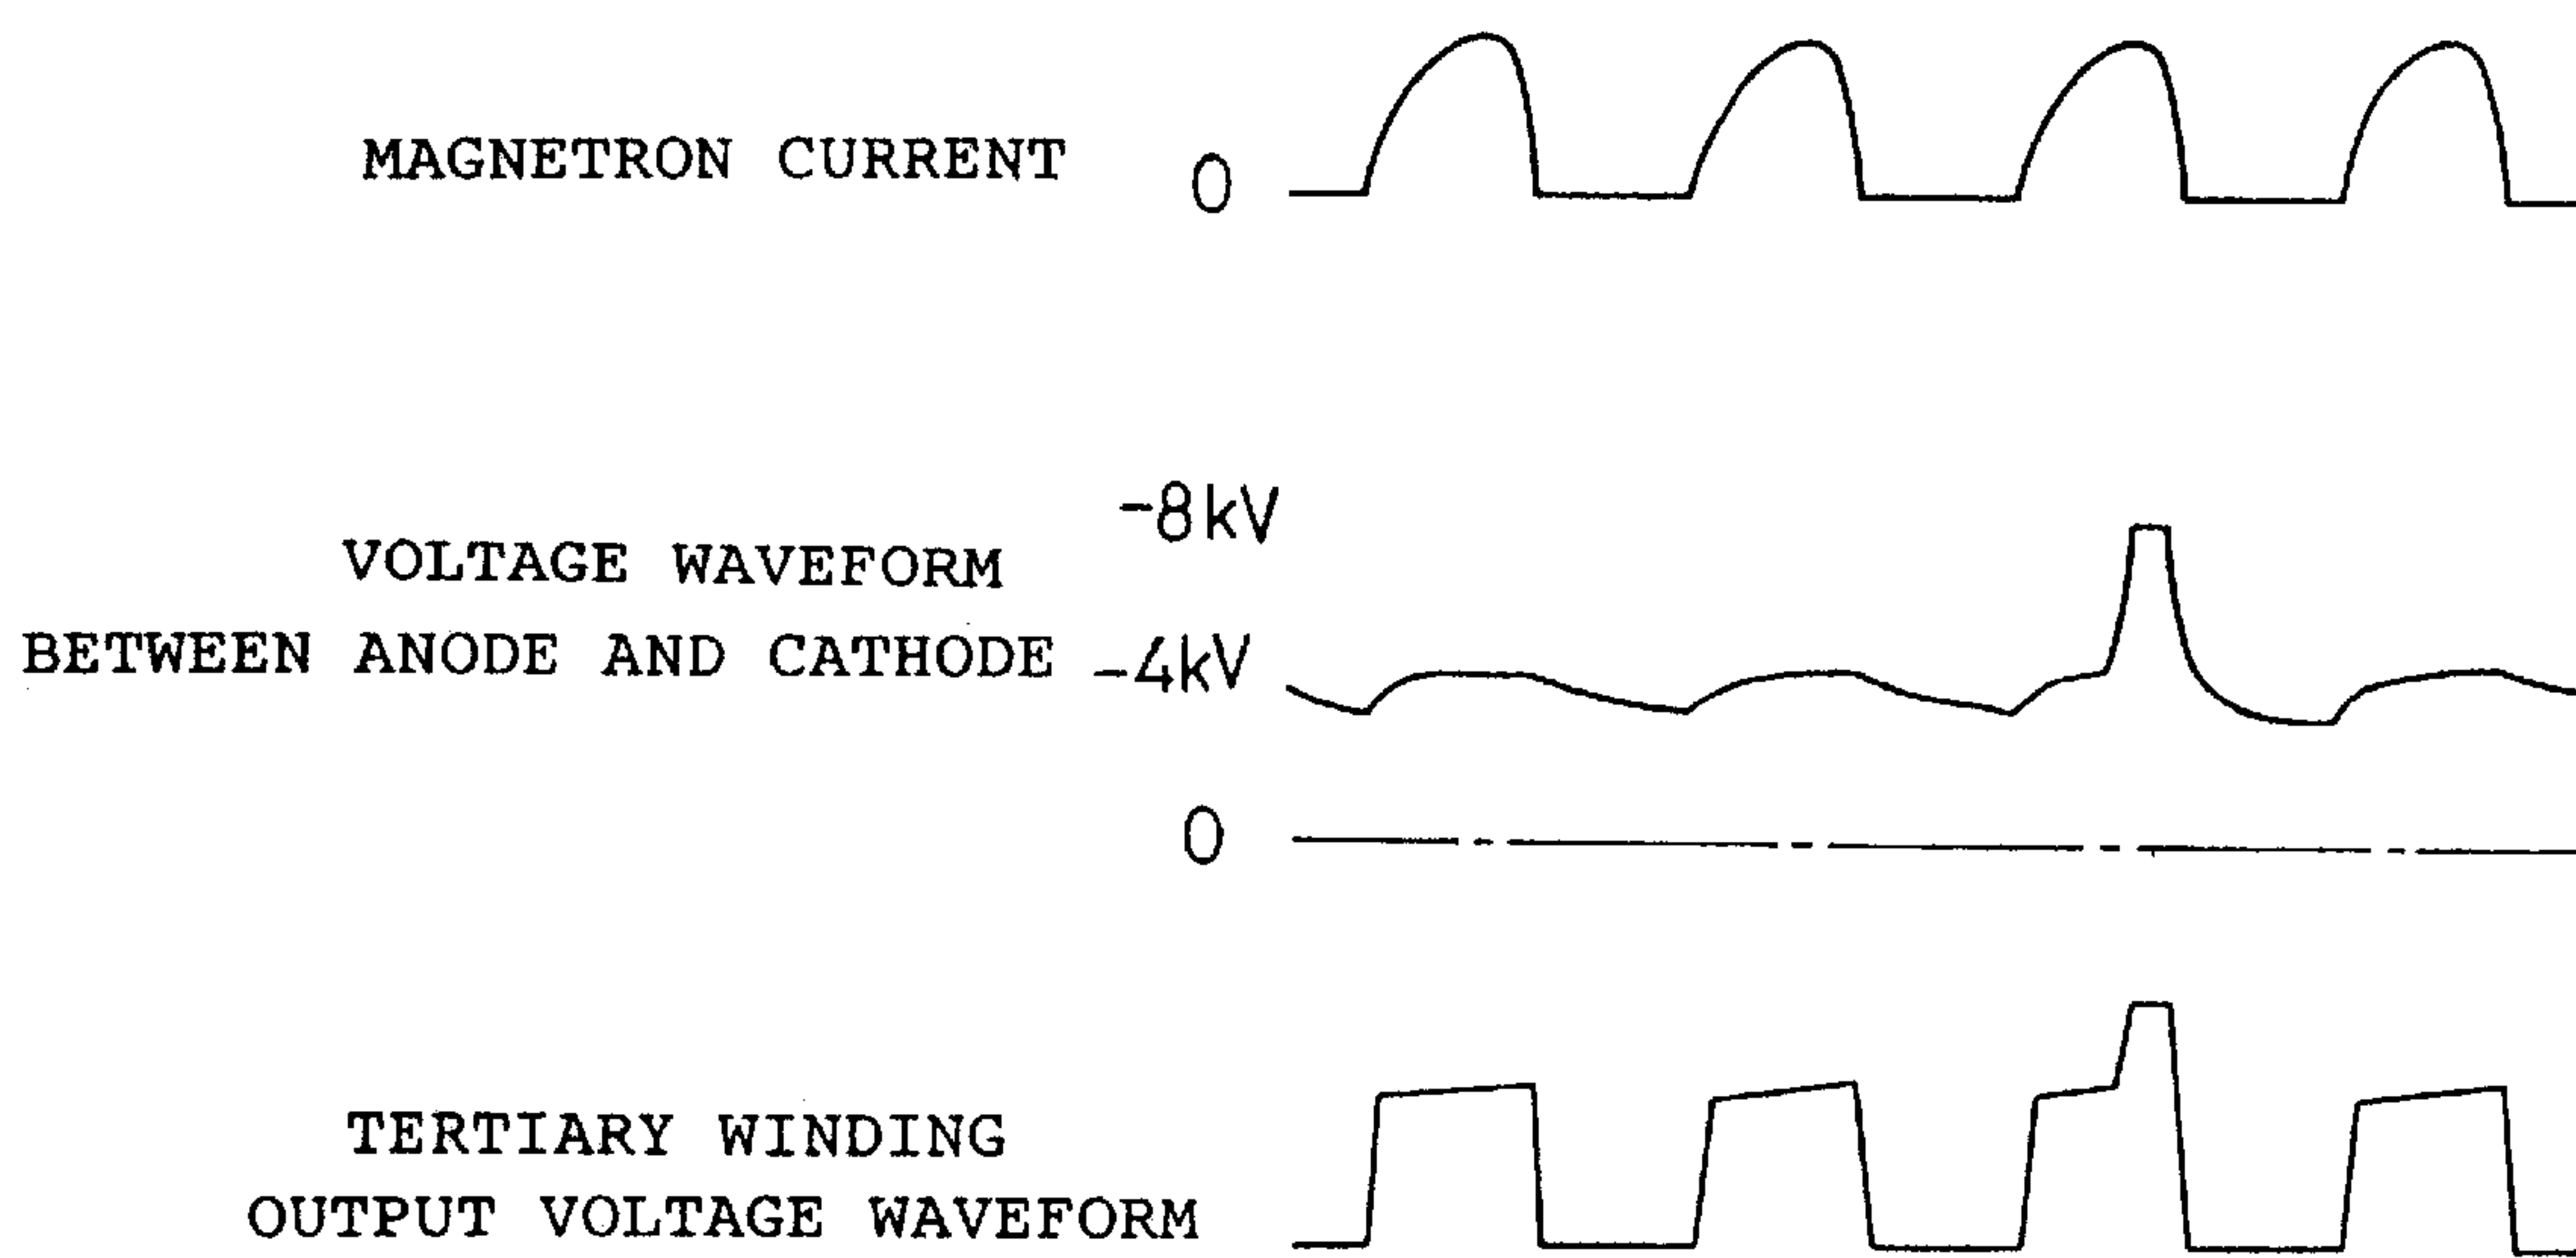 MAGNETRON CURRENT 0
-8kV
VOLTAGE WAVEFORM
BETWEEN ANODE AND CATHODE -4kV
0
TERTIARY WINDING
OUTPUT VOLTAGE WAVEFORM